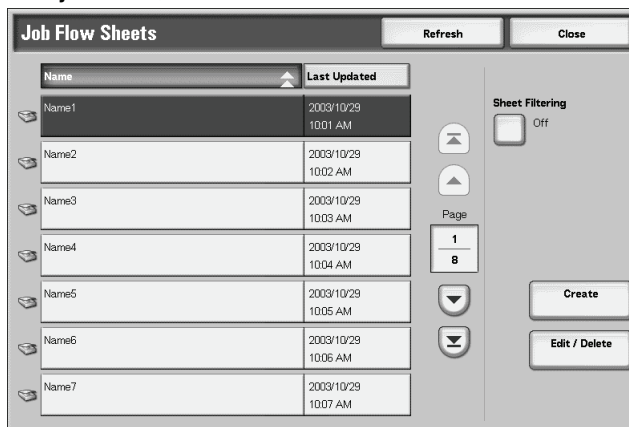 Job Flow Sheets
Refresh
Close
Name
Last Updated
Name1
2003/10/29
10:01 AM
Name2
2003/10/29
10:02 AM
Name3
2003/10/29
10:03 AM
Name4
2003/10/29
10:04 AM
Name5
2003/10/29
10:05 AM
Name6
2003/10/29
10:06 AM
Name7
2003/10/29
10:07 AM
Page
1
8
Sheet Filtering
Off
Create
Edit / Delete